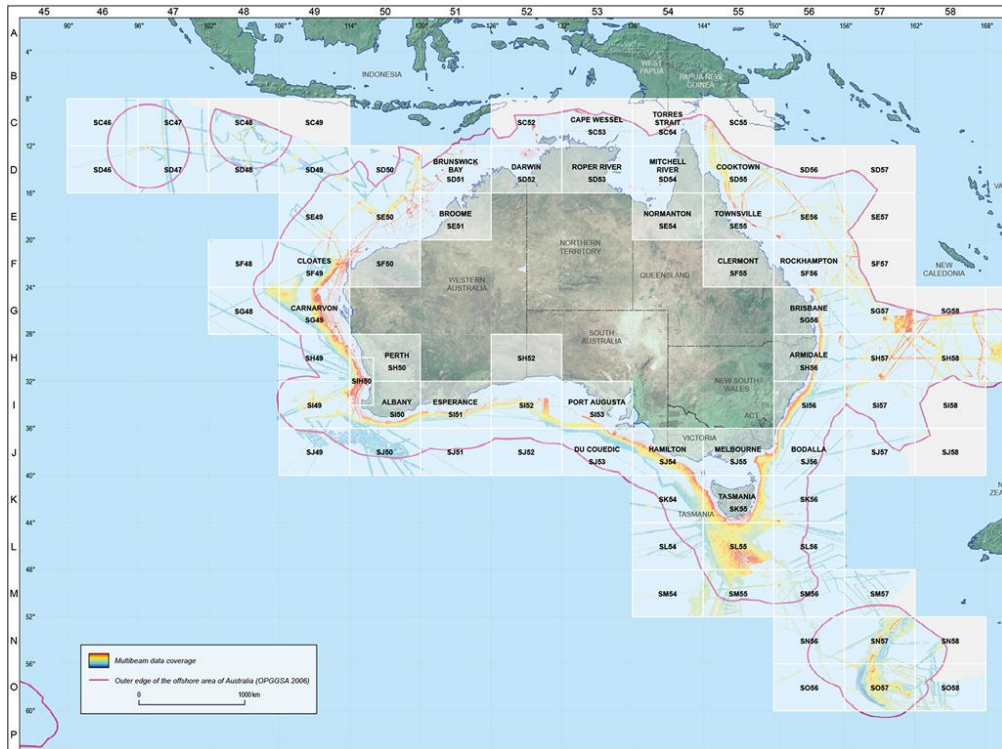 45 46 47 48 49 50 51 52 53 54 55 56 57 58
90° 96° 102° 108° 114° 120° 126° 132° 138° 144° 150° 156° 162° 168°
A
4°
WEST
PAPUA
PAPUA NEW
GUINEA
INDONESIA
B
8°
C
SC46 SC47 SC48 SC49 SC52
CAPE WESSEL
SC53
TORRES
STRAIT
SC54
SC55
12°
D
SD46 SD47 SD48 SD49 SD50
BRUNSWICK
BAY
SD51
DARWIN
SD52
ROPER RIVER
SD53
MITCHELL
RIVER
SD54
COOKTOWN
SD55
SD56 SD57
16°
E
SE49 SE50
BROOME
SE51
NORMANTON
SE54
TOWNSVILLE
SE55
SE56 SE57
NORTHERN
TERRITORY
20°
F
SF48
CLOATES
SF49
SF50
CLERMONT
SF55
ROCKHAMPTON
SF56
SF57
NEW
CALEDONIA
WESTERN
AUSTRALIA
QUEENSLAND
24°
G
SG48
CARNARVON
SG49
BRISBANE
SG56
SG57 SG58
SOUTH
AUSTRALIA
28°
H
SH49
PERTH
SH50
SH52
ARMIDALE
SH56
SH57 SH58
SIH50
NEW SOUTH
WALES
32°
I
SI49
ALBANY
SI50
ESPERANCE
SI51
SI52
PORT AUGUSTA
SI53
ACT
SI56 SI57 SI58
36°
J
SJ49 SJ50 SJ51 SJ52
DU COUEDIC
SJ53
VICTORIA
HAMILTON
SJ54
MELBOURNE
SJ55
BODALLA
SJ56
SJ57 SJ58
40°
K
SK54
TASMANIA
SK55
SK56
TASMANIA
44°
L
SL54 SL55 SL56
48°
M
SM54 SM55 SM56 SM57
52°
N
SN56 SN57 SN58
56°
O
SO56 SO57 SO58
60°
P
Multibeam data coverage
Outer edge of the offshore area of Australia (OPGGSA 2006)
0 1000 km